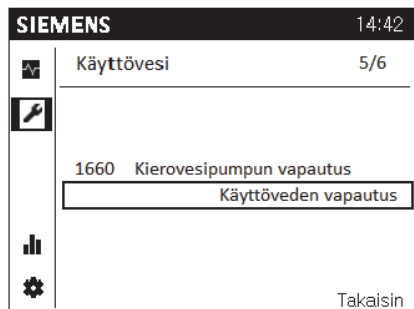 SIEMENS 14:42
Käyttövesi 5/6
1660 Kierovesipumpun vapautus
Käyttöveden vapautus
Takaisin